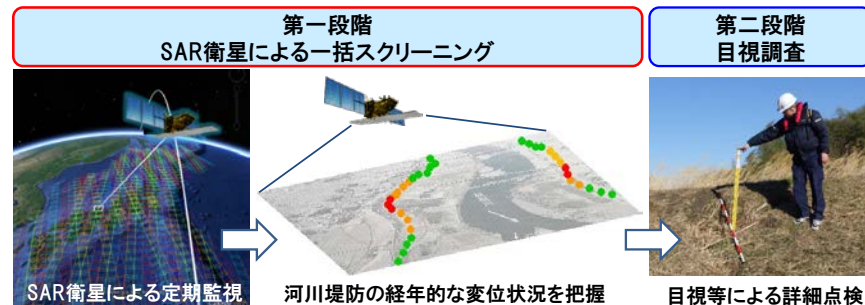 第一段階
SAR衛星による一括スクリーニング
第二段階
目視調査
SAR衛星による定期監視
河川堤防の経年的な変位状況を把握
目視等による詳細点検